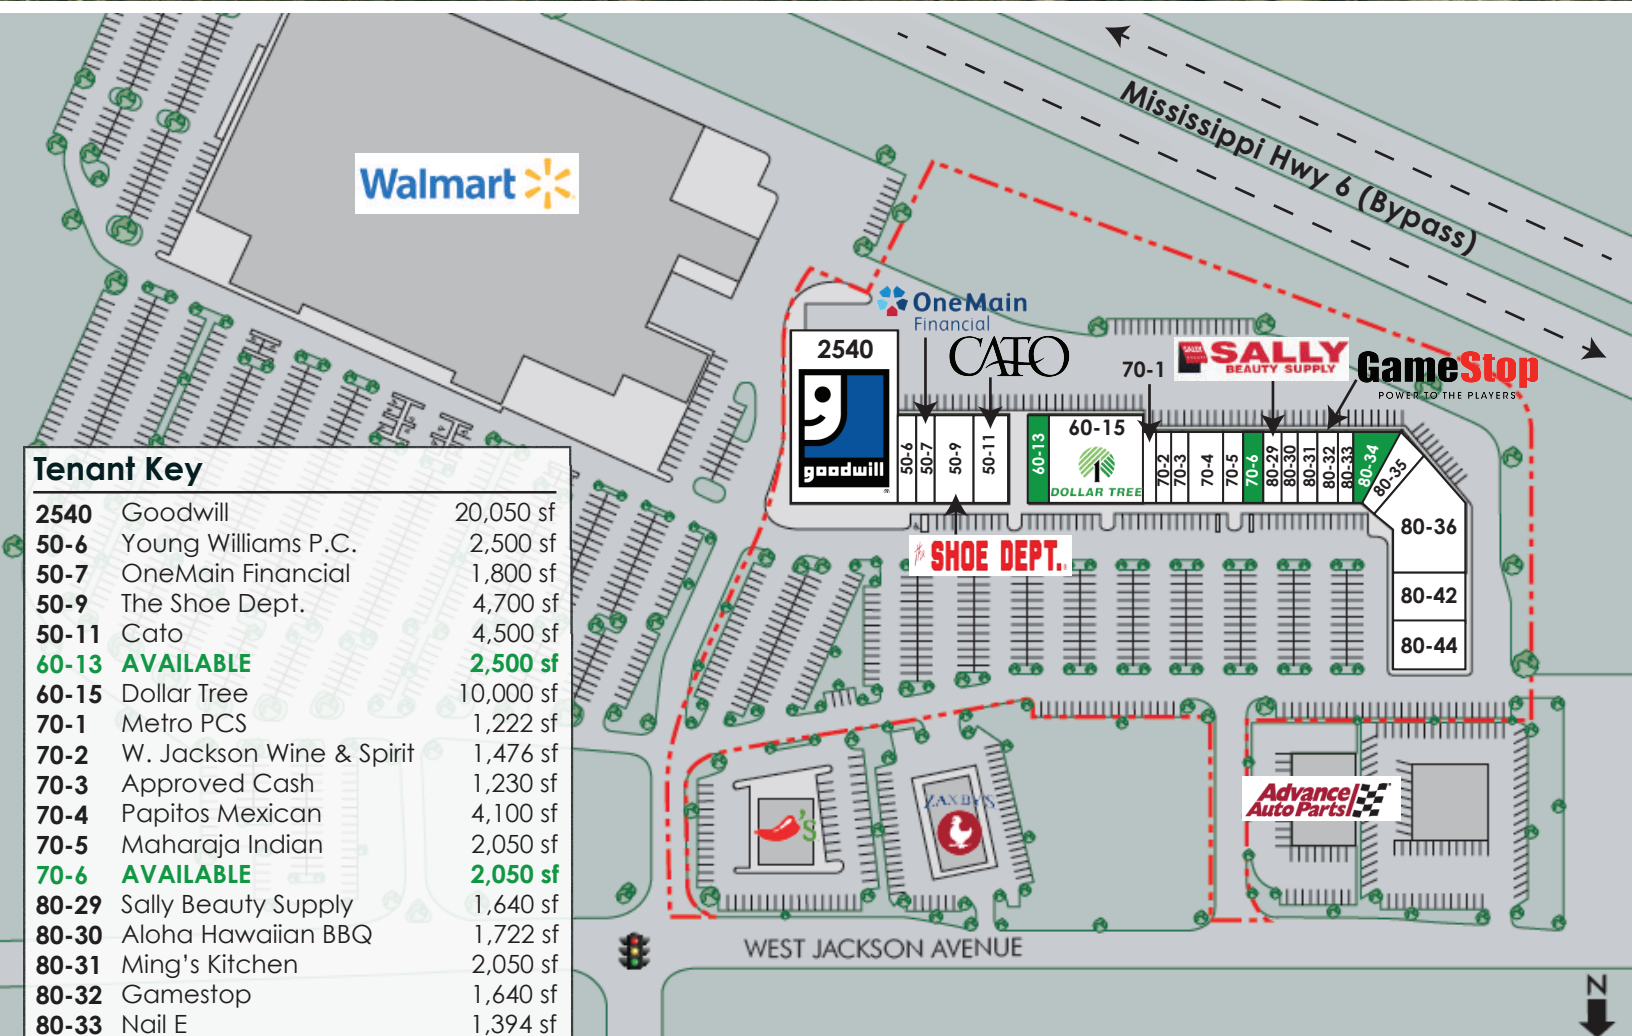 Mississippi Hwy 6 (Bypass)
Walmart
OneMain
Financial
CATO
70-1
SALLY
BEAUTY SUPPLY
GameStop
POWER TO THE PLAYERS
2540
goodwill
50-6
50-7
50-9
50-11
60-13
60-15
DOLLAR TREE
70-2
70-3
70-4
70-5
70-6
80-29
80-30
80-31
80-32
80-33
80-34
80-35
80-36
80-42
80-44
the SHOE DEPT.
Tenant Key
2540 Goodwill 20,050 sf
50-6 Young Williams P.C. 2,500 sf
50-7 OneMain Financial 1,800 sf
50-9 The Shoe Dept. 4,700 sf
50-11 Cato 4,500 sf
60-13 AVAILABLE 2,500 sf
60-15 Dollar Tree 10,000 sf
70-1 Metro PCS 1,222 sf
70-2 W. Jackson Wine & Spirit 1,476 sf
70-3 Approved Cash 1,230 sf
70-4 Papitos Mexican 4,100 sf
70-5 Maharaja Indian 2,050 sf
70-6 AVAILABLE 2,050 sf
80-29 Sally Beauty Supply 1,640 sf
80-30 Aloha Hawaiian BBQ 1,722 sf
80-31 Ming's Kitchen 2,050 sf
80-32 Gamestop 1,640 sf
80-33 Nail E 1,394 sf
's
ZAXBY'S
Advance
Auto Parts
WEST JACKSON AVENUE
N